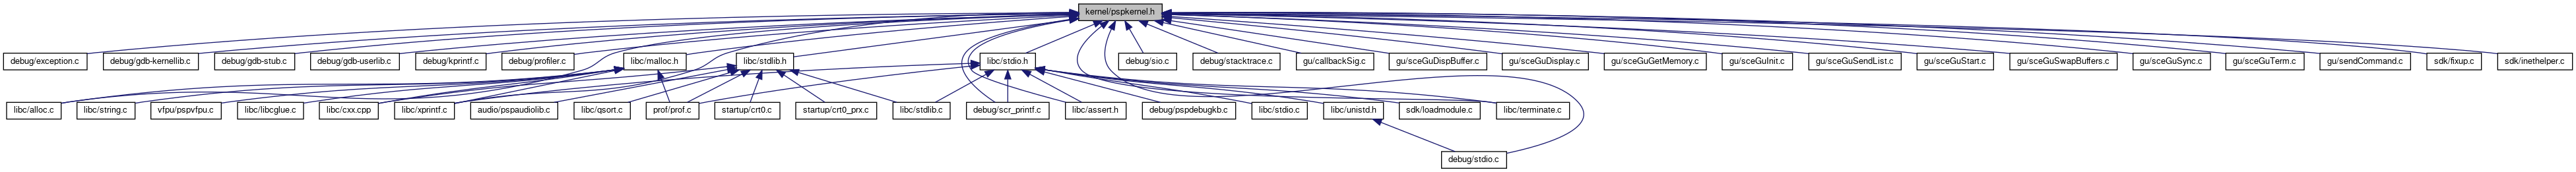 kernel/pspkernel.h
debug/exception.c
debug/gdb-kernellib.c
debug/gdb-stub.c
debug/gdb-userlib.c
debug/kprintf.c
debug/profiler.c
libc/malloc.h
libc/stdlib.h
libc/stdio.h
debug/sio.c
debug/stacktrace.c
gu/callbackSig.c
gu/sceGuDispBuffer.c
gu/sceGuDisplay.c
gu/sceGuGetMemory.c
gu/sceGuInit.c
gu/sceGuSendList.c
gu/sceGuStart.c
gu/sceGuSwapBuffers.c
gu/sceGuSync.c
gu/sceGuTerm.c
gu/sendCommand.c
sdk/fixup.c
sdk/inethelper.c
libc/alloc.c
libc/string.c
vfpu/pspvfpu.c
libc/libcglue.c
libc/cxx.cpp
libc/xprintf.c
audio/pspaudiolib.c
libc/qsort.c
prof/prof.c
startup/crt0.c
startup/crt0_prx.c
libc/stdlib.c
debug/scr_printf.c
libc/assert.h
debug/pspdebugkb.c
libc/stdio.c
libc/unistd.h
sdk/loadmodule.c
libc/terminate.c
debug/stdio.c